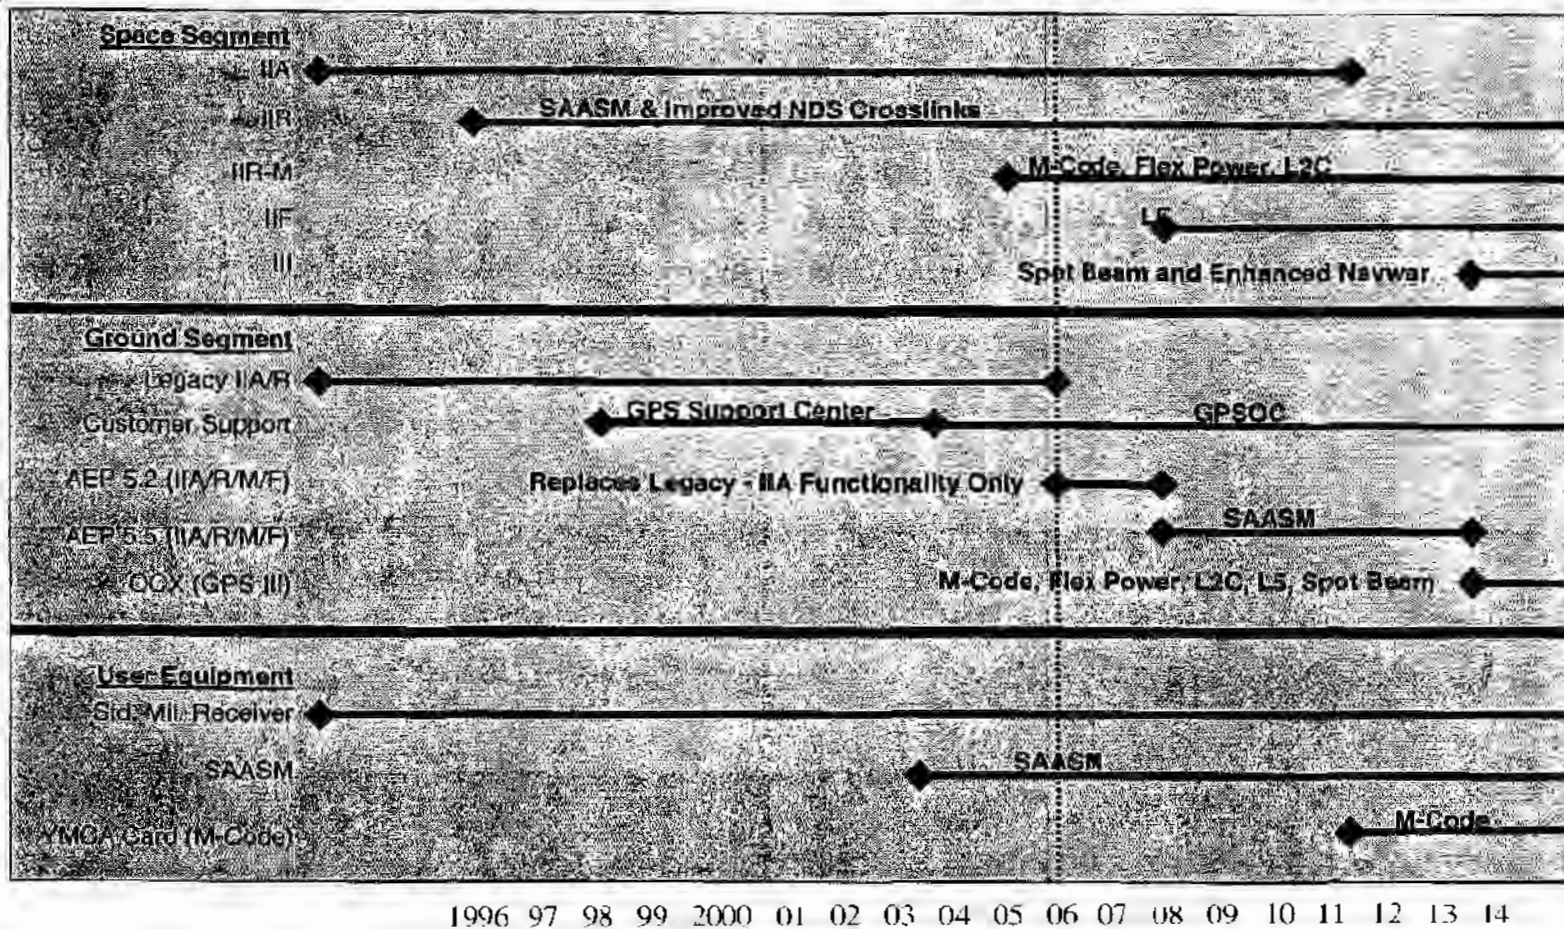 Space Segment
IIA
IIR
SAASM & Improved NDS Crosslinks
IIR-M
M-Code, Flex Power, L2C
IIF
L5
III
Spot Beam and Enhanced Navwar
Ground Segment
Legacy IIA/R
Customer Support
GPS Support Center
GPSOC
AEP 5.2 (IIA/R/M/F)
Replaces Legacy - IIA Functionality Only
AEP 5.5 (IIA/R/M/F)
SAASM
OCX (GPS III)
M-Code, Flex Power, L2C, L5, Spot Beam
User Equipment
Std. Mil. Receiver
SAASM
SAASM
YMCA Card (M-Code)
M-Code
1996 97 98 99 2000 01 02 03 04 05 06 07 08 09 10 11 12 13 14